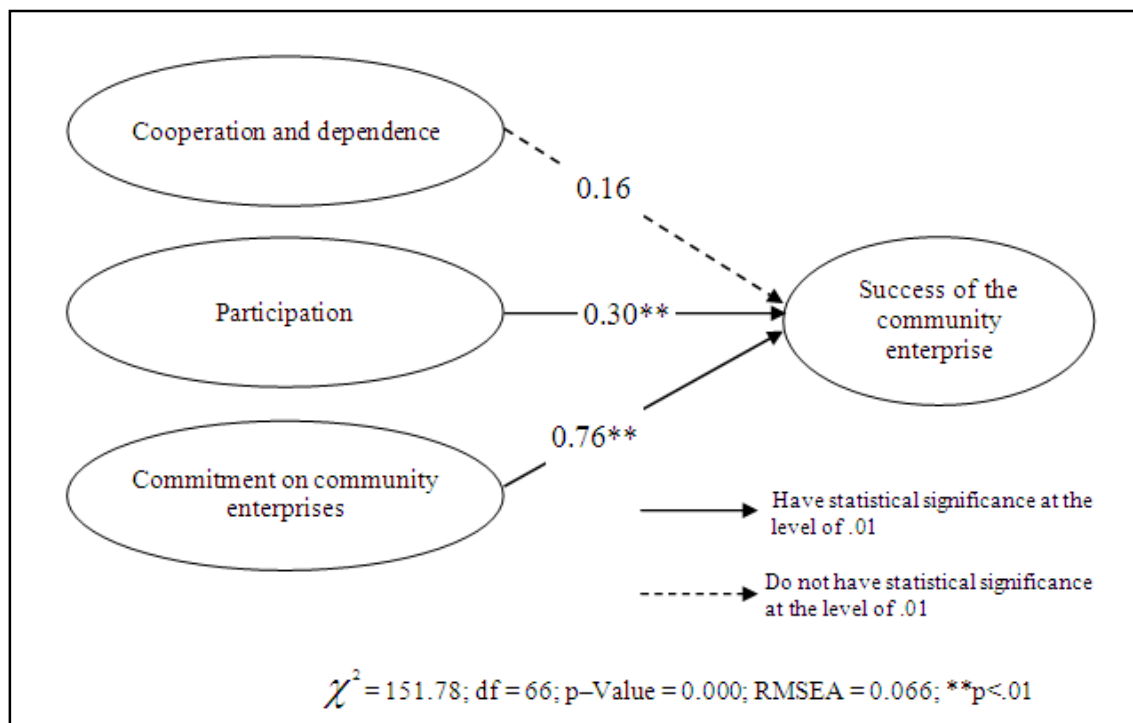 Cooperation and dependence
0.16
Participation
0.30**
Success of the
community
enterprise
0.76**
Commitment on community
enterprises
Have statistical significance at the
level of .01
Do not have statistical significance
at the level of .01
χ² = 151.78; df = 66; p–Value = 0.000; RMSEA = 0.066; **p<.01